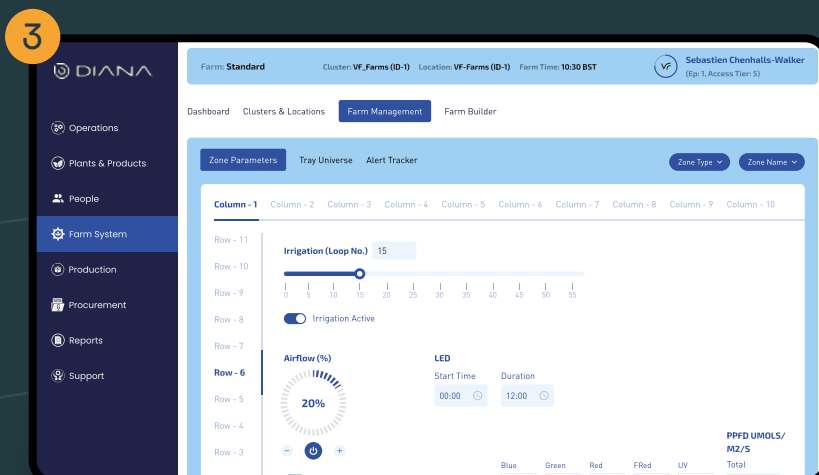 3
DIANA
Farm: Standard
Cluster: VF_Farms (ID-1) Location: VF-Farms (ID-1) Farm Time: 10:30 BST
VF
Sebastien Chenhalls-Walker
(Ep: 1, Access Tier: 5)
Operations
Plants & Products
People
Farm System
Production
Procurement
Reports
Support
Dashboard Clusters & Locations Farm Management Farm Builder
Zone Parameters Tray Universe Alert Tracker
Zone Type Zone Name
Column - 1 Column - 2 Column - 3 Column - 4 Column - 5 Column - 6 Column - 7 Column - 8 Column - 9 Column - 10
Row - 11
Row - 10
Row - 9
Row - 8
Row - 7
Row - 6
Row - 5
Row - 4
Row - 3
Irrigation (Loop No.) 15
0 5 10 15 20 25 30 35 40 45 50 55
Irrigation Active
Airflow (%)
20%
- +
LED
Start Time Duration
00:00 12:00
PPFD UMOLS/
M2/S
Blue Green Red FRed UV Total